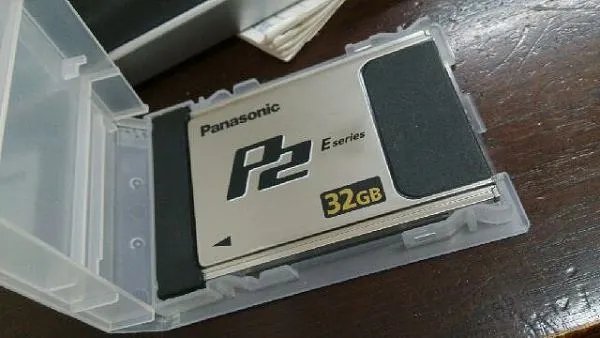 Panasonic
P2 E series
32GB